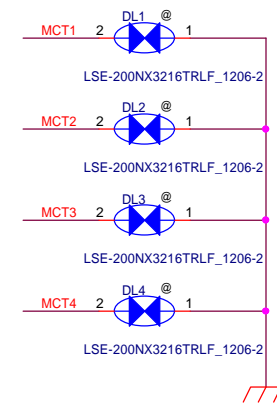 DL1 @
MCT1 2 1
LSE-200NX3216TRLF_1206-2
DL2 @
MCT2 2 1
LSE-200NX3216TRLF_1206-2
DL3 @
MCT3 2 1
LSE-200NX3216TRLF_1206-2
DL4 @
MCT4 2 1
LSE-200NX3216TRLF_1206-2